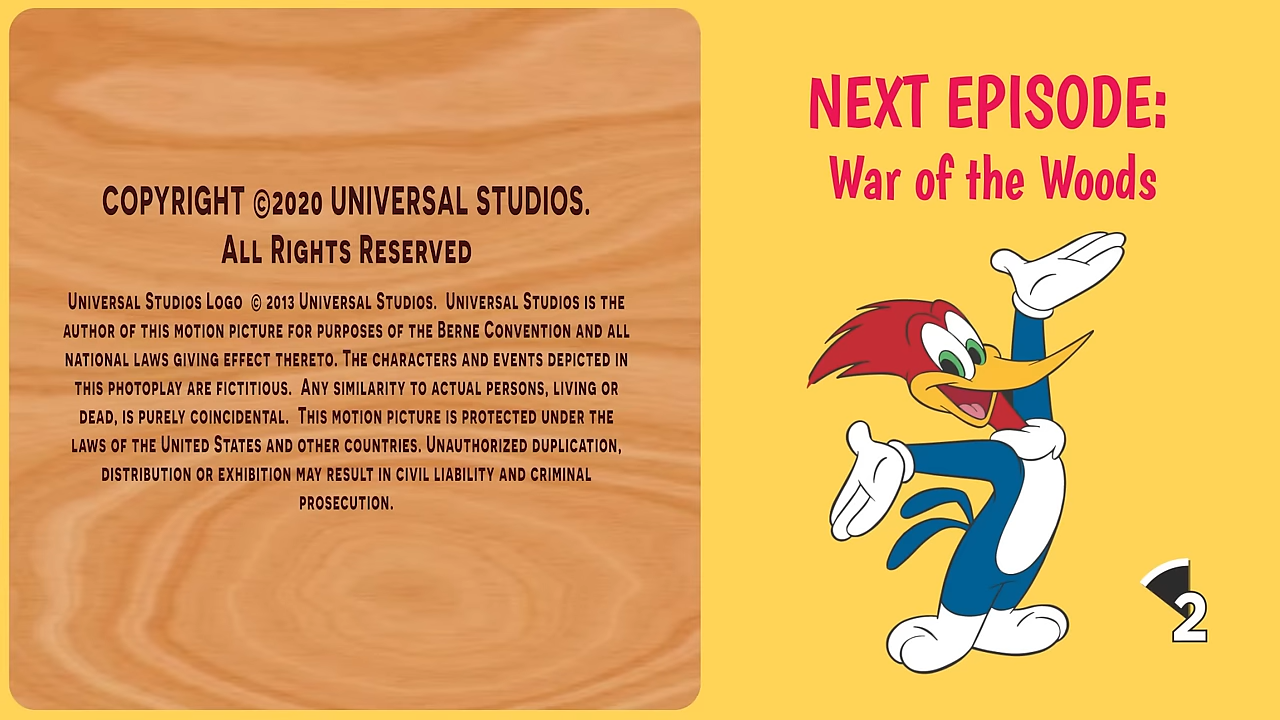 COPYRIGHT ©2020 UNIVERSAL STUDIOS.
ALL RIGHTS RESERVED
UNIVERSAL STUDIOS LOGO © 2013 UNIVERSAL STUDIOS. UNIVERSAL STUDIOS IS THE
AUTHOR OF THIS MOTION PICTURE FOR PURPOSES OF THE BERNE CONVENTION AND ALL
NATIONAL LAWS GIVING EFFECT THERETO. THE CHARACTERS AND EVENTS DEPICTED IN
THIS PHOTOPLAY ARE FICTITIOUS. ANY SIMILARITY TO ACTUAL PERSONS, LIVING OR
DEAD, IS PURELY COINCIDENTAL. THIS MOTION PICTURE IS PROTECTED UNDER THE
LAWS OF THE UNITED STATES AND OTHER COUNTRIES. UNAUTHORIZED DUPLICATION,
DISTRIBUTION OR EXHIBITION MAY RESULT IN CIVIL LIABILITY AND CRIMINAL
PROSECUTION.
NEXT EPISODE:
War of the Woods
2